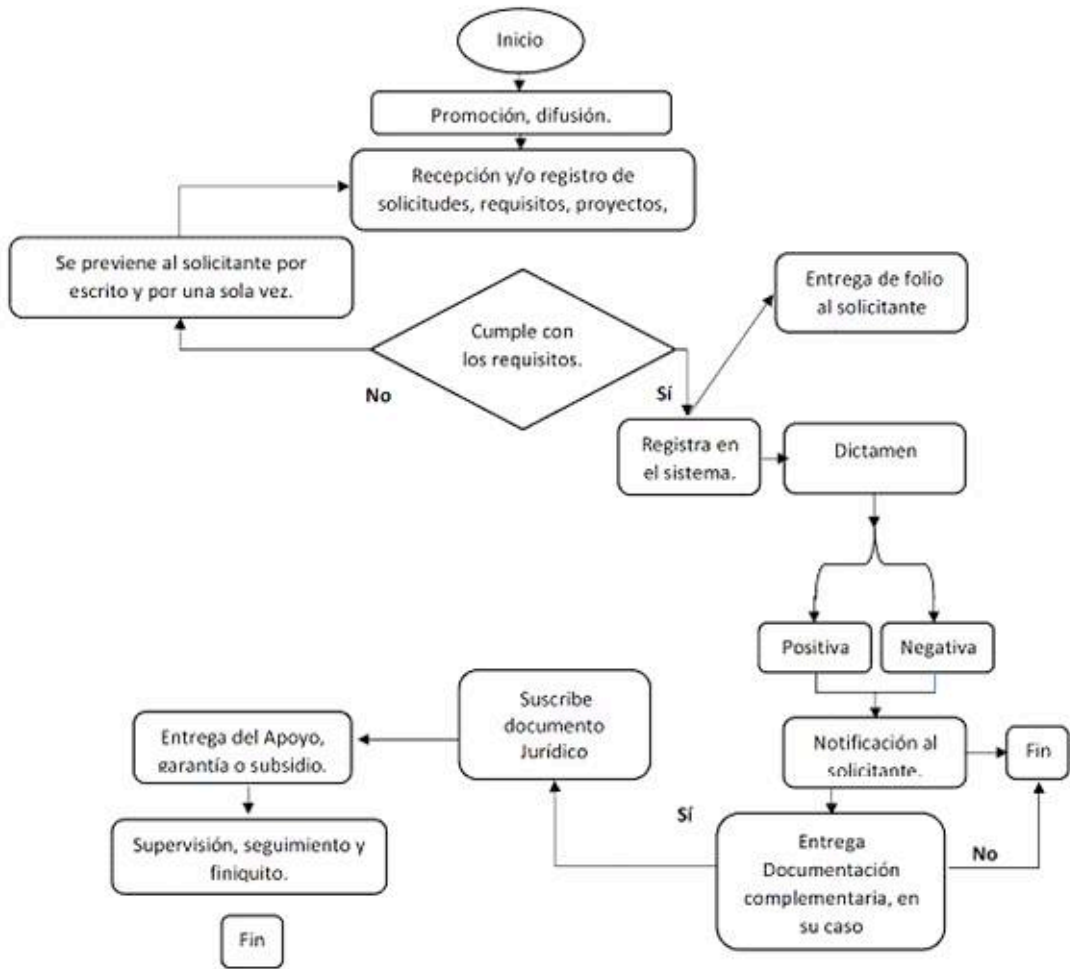 Inicio
Promoción, difusión.
Recepción y/o registro de
solicitudes, requisitos, proyectos,
Se previene al solicitante por
escrito y por una sola vez.
Entrega de folio
al solicitante
Cumple con
los requisitos.
No
Sí
Registra en
el sistema.
Dictamen
Positiva
Negativa
Suscribe
documento
Jurídico
Entrega del Apoyo,
garantía o subsidio.
Notificación al
solicitante.
Fin
Sí
Supervisión, seguimiento y
finiquito.
Entrega
Documentación
complementaria, en
su caso
No
Fin